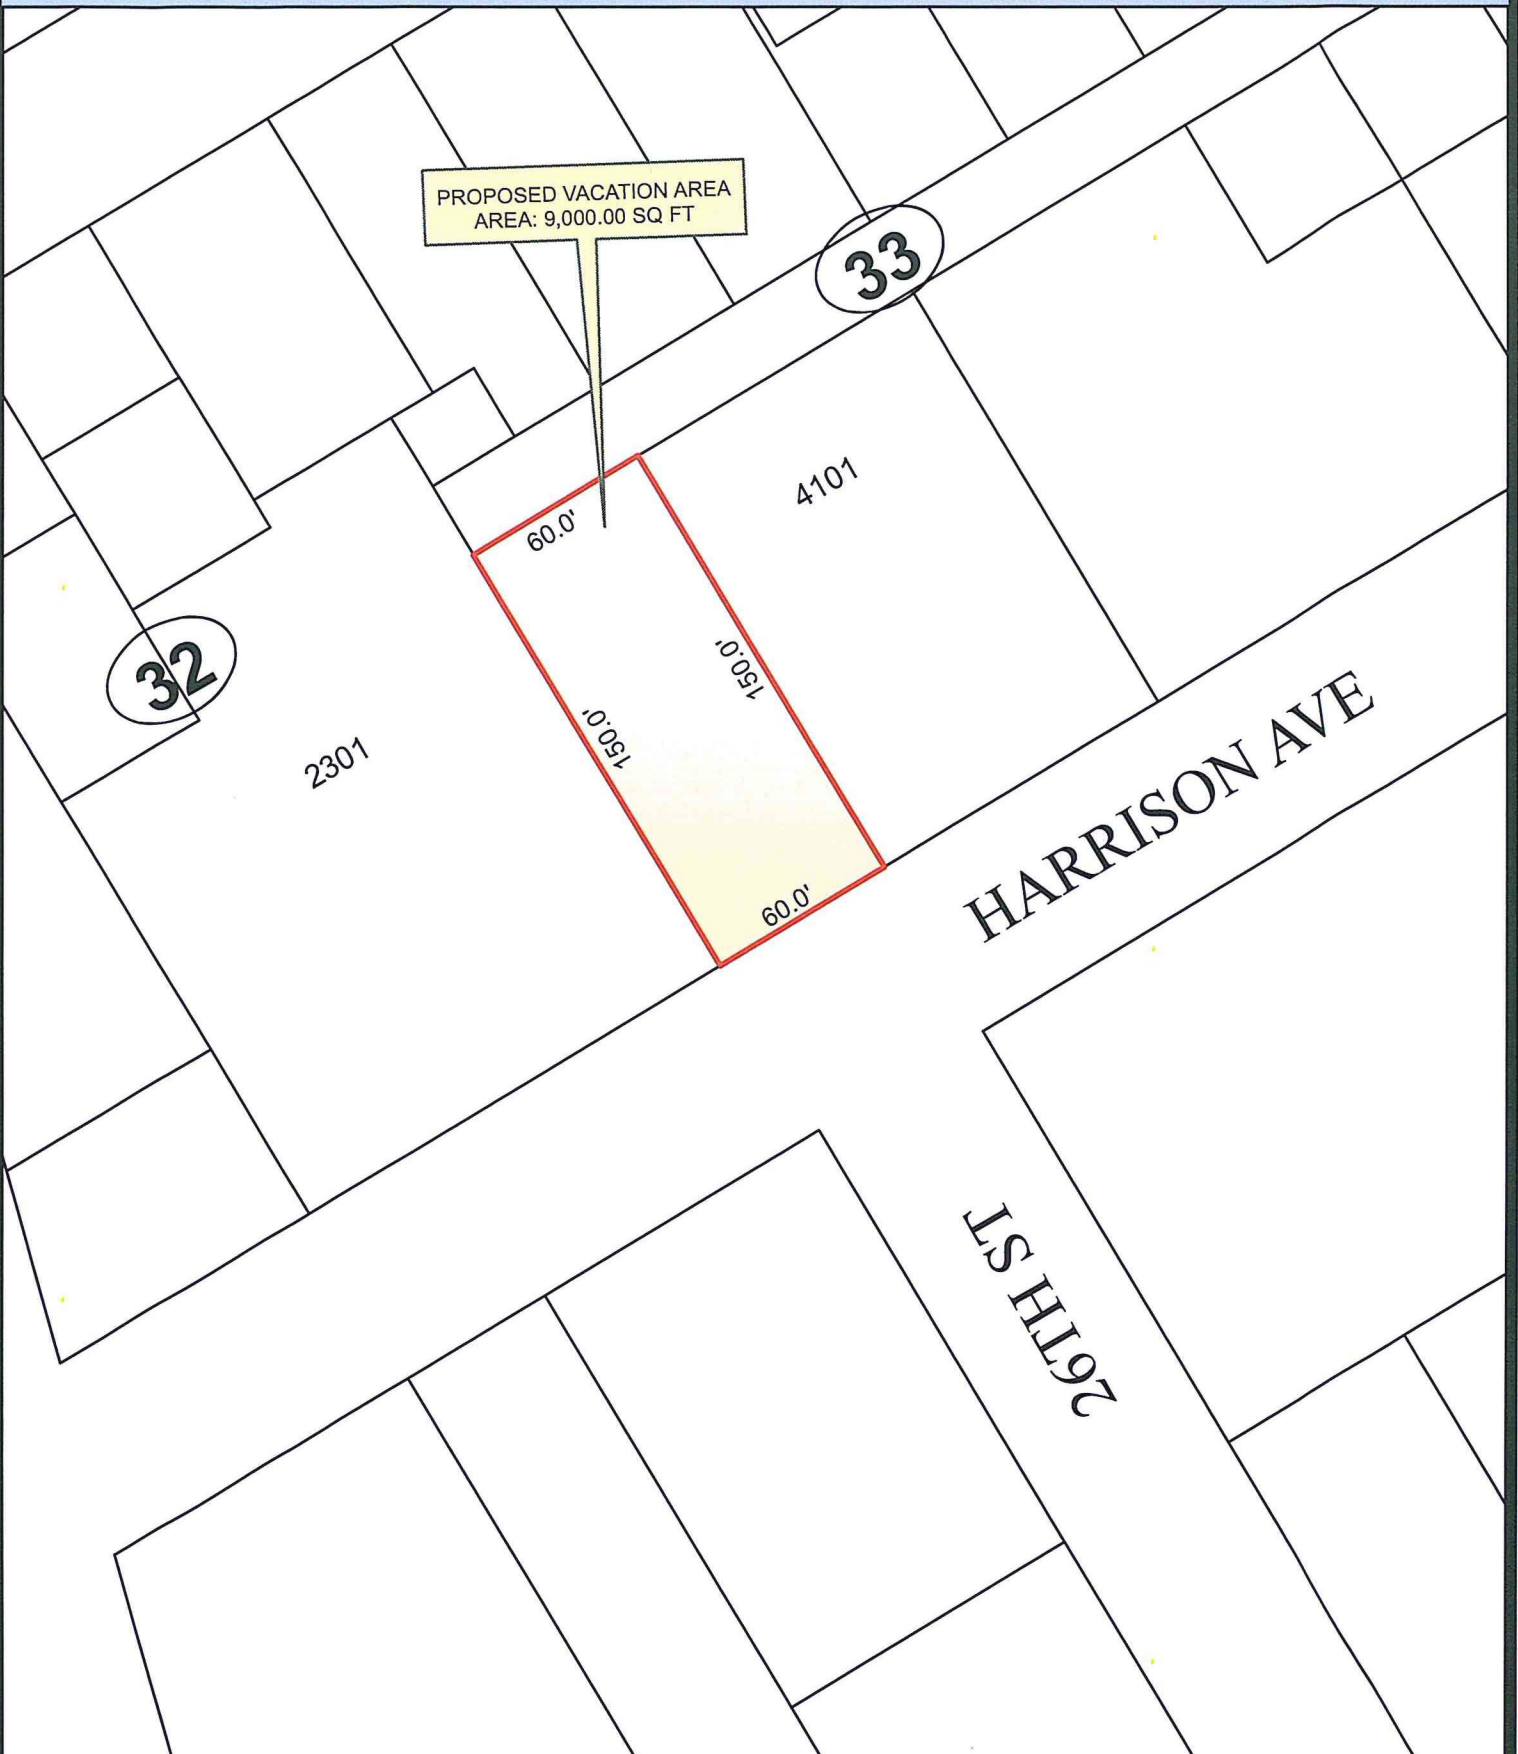 PROPOSED VACATION AREA
AREA: 9,000.00 SQ FT
33
4101
60.0'
150.0'
32
150.0'
2301
HARRISON AVE
60.0'
26TH ST